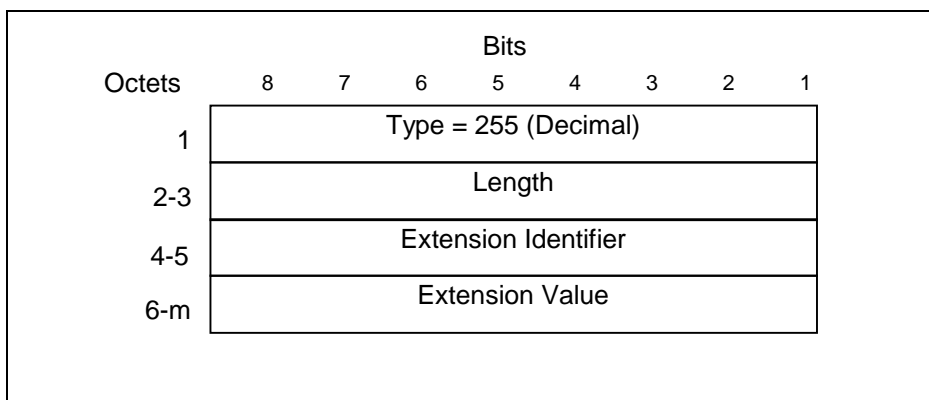 Bits
Octets 8 7 6 5 4 3 2 1
1 Type = 255 (Decimal)
2-3 Length
4-5 Extension Identifier
6-m Extension Value